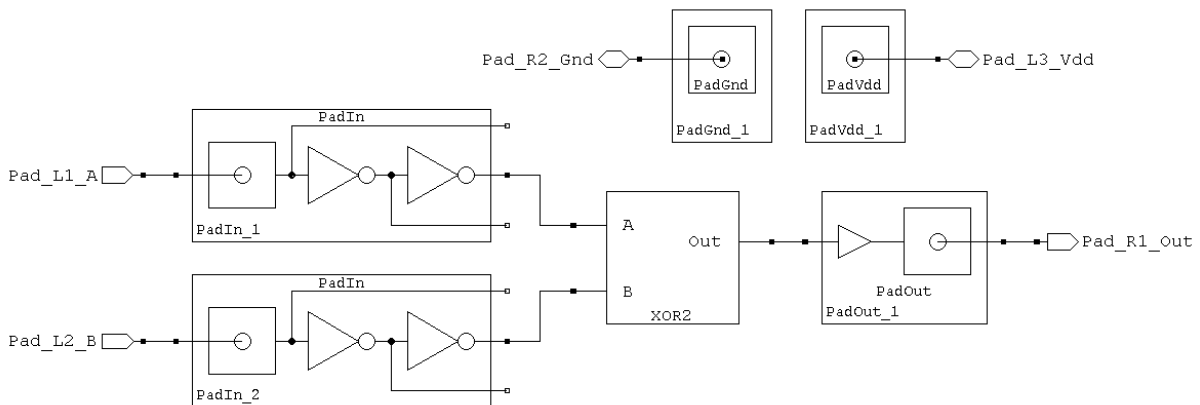 Pad_R2_Gnd
PadGnd
PadGnd_1
PadVdd
PadVdd_1
Pad_L3_Vdd
Pad_L1_A
PadIn
PadIn_1
Pad_L2_B
PadIn
PadIn_2
A
B
Out
XOR2
PadOut
PadOut_1
Pad_R1_Out